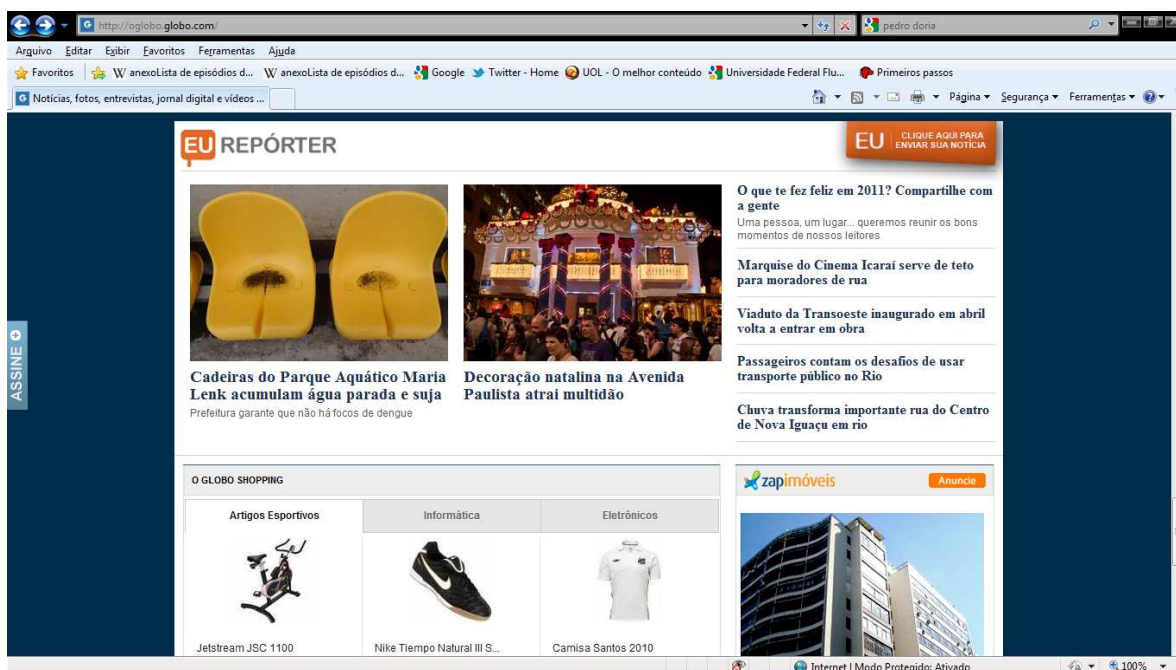 http://oglobo.globo.com/
pedro doria
Arquivo Editar Exibir Favoritos Ferramentas Ajuda
Favoritos W anexoLista de episódios d... W anexoLista de episódios d... Google Twitter - Home UOL - O melhor conteúdo Universidade Federal Flu... Primeiros passos
Notícias, fotos, entrevistas, jornal digital e vídeos ...
Página Segurança Ferramentas
EU REPÓRTER
EU CLIQUE AQUI PARA
ENVIAR SUA NOTÍCIA
Cadeiras do Parque Aquático Maria
Lenk acumulam água parada e suja
Prefeitura garante que não há focos de dengue
Decoração natalina na Avenida
Paulista atrai multidão
O que te fez feliz em 2011? Compartilhe com
a gente
Uma pessoa, um lugar... queremos reunir os bons
momentos de nossos leitores
Marquise do Cinema Icaraí serve de teto
para moradores de rua
Viaduto da Transoeste inaugurado em abril
volta a entrar em obra
Passageiros contam os desafios de usar
transporte público no Rio
Chuva transforma importante rua do Centro
de Nova Iguaçu em rio
ASSINE
O GLOBO SHOPPING
Artigos Esportivos
Informática
Eletrônicos
Jetstream JSC 1100
Nike Tiempo Natural III S...
Camisa Santos 2010
zapimóveis
Anuncie
Internet | Modo Protegido: Ativado
100%